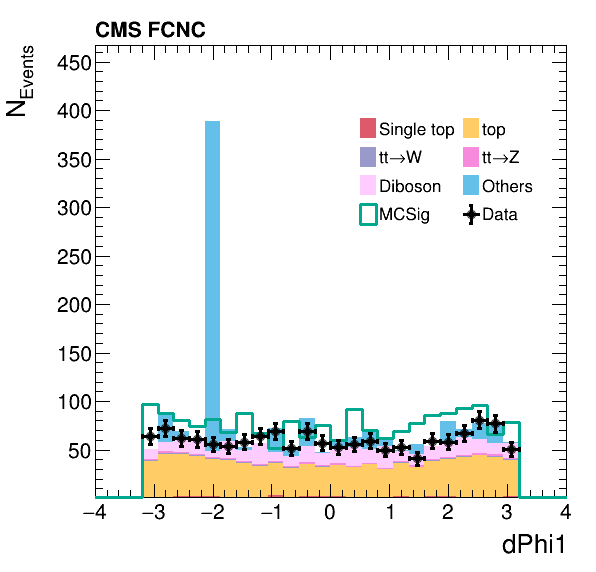 CMS FCNC
N_Events
450
400
350
300
250
200
150
100
50
Single top
top
tt→W
tt→Z
Diboson
Others
MCSig
Data
−4 −3 −2 −1 0 1 2 3 4
dPhi1